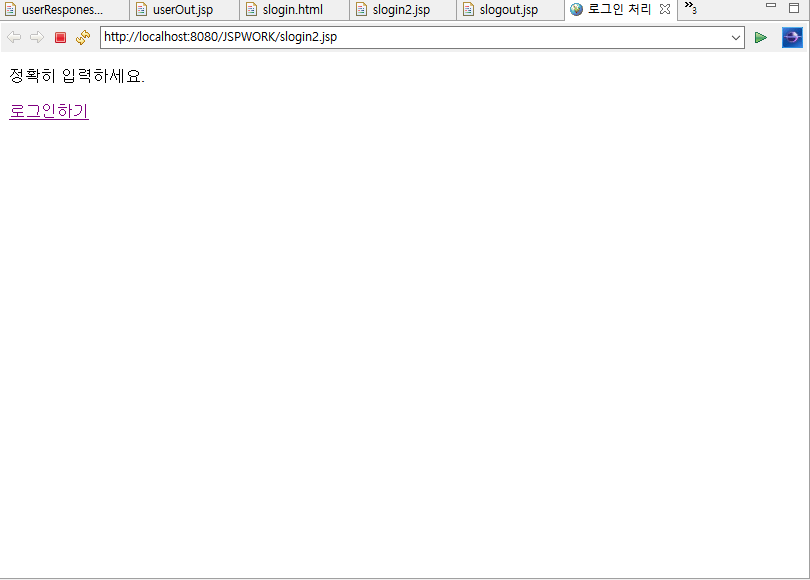 userRespones... userOut.jsp slogin.html slogin2.jsp slogout.jsp 로그인 처리 »3
http://localhost:8080/JSPWORK/slogin2.jsp
정확히 입력하세요.
로그인하기